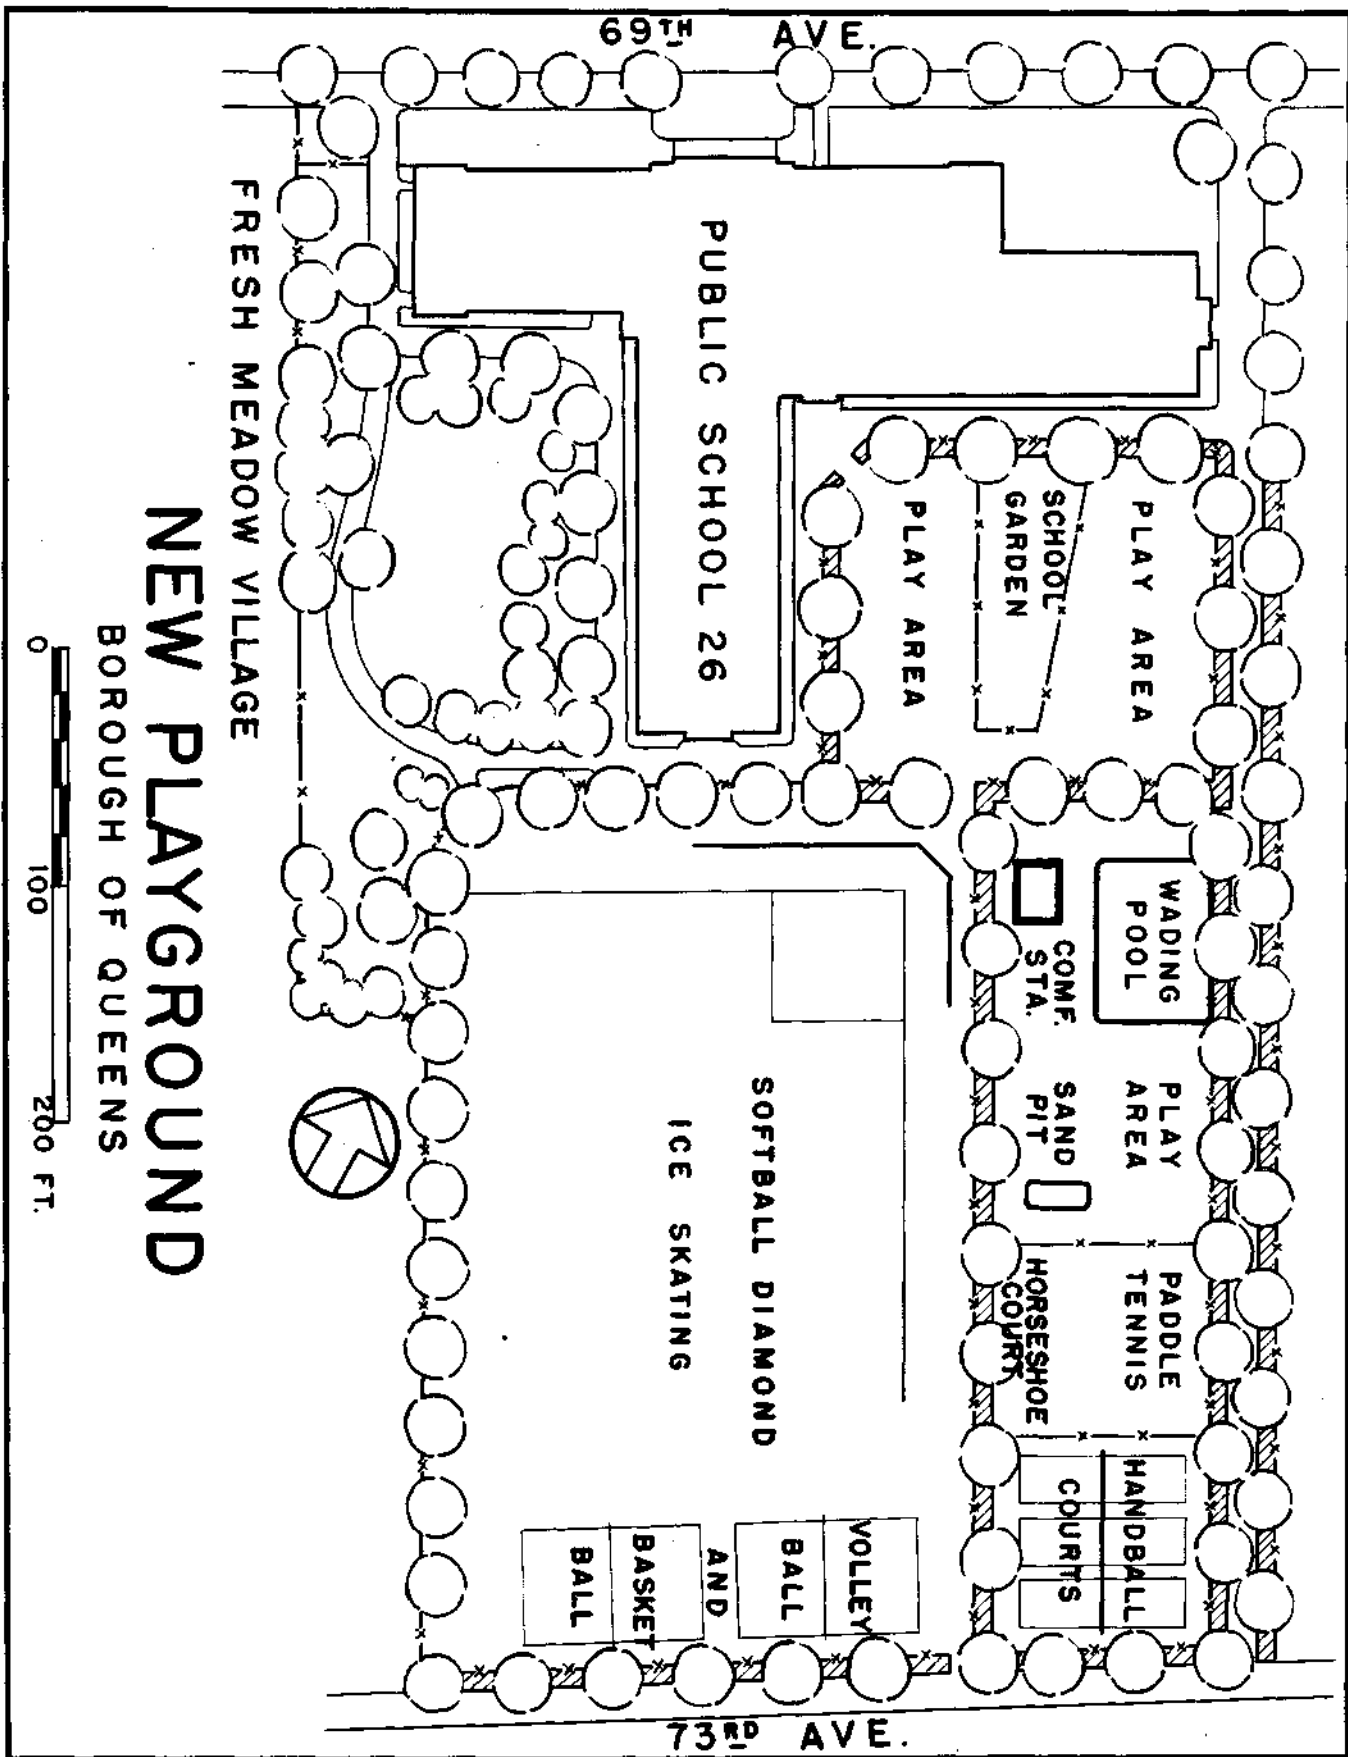 69TH AVE.
PUBLIC SCHOOL 26
PLAY AREA
SCHOOL
GARDEN
PLAY AREA
WADING
POOL
COMF.
STA.
PLAY
AREA
SAND
PIT
PADDLE
TENNIS
HORSESHOE
COURT
HANDBALL
COURTS
SOFTBALL DIAMOND
ICE SKATING
VOLLEY
BALL
AND
BASKET
BALL
73RD AVE.
FRESH MEADOW VILLAGE
NEW PLAYGROUND
BOROUGH OF QUEENS
0 100 200 FT.